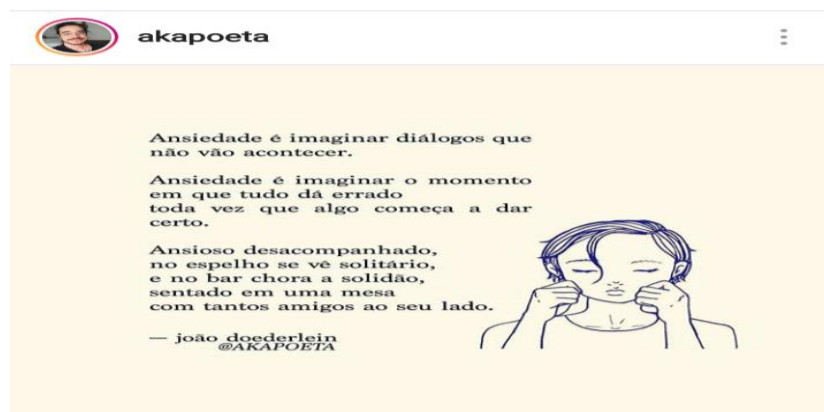 akapoeta
Ansiedade é imaginar diálogos que
não vão acontecer.
Ansiedade é imaginar o momento
em que tudo dá errado
toda vez que algo começa a dar
certo.
Ansioso desacompanhado,
no espelho se vê solitário,
e no bar chora a solidão,
sentado em uma mesa
com tantos amigos ao seu lado.
— joão doederlein
@AKAPOETA